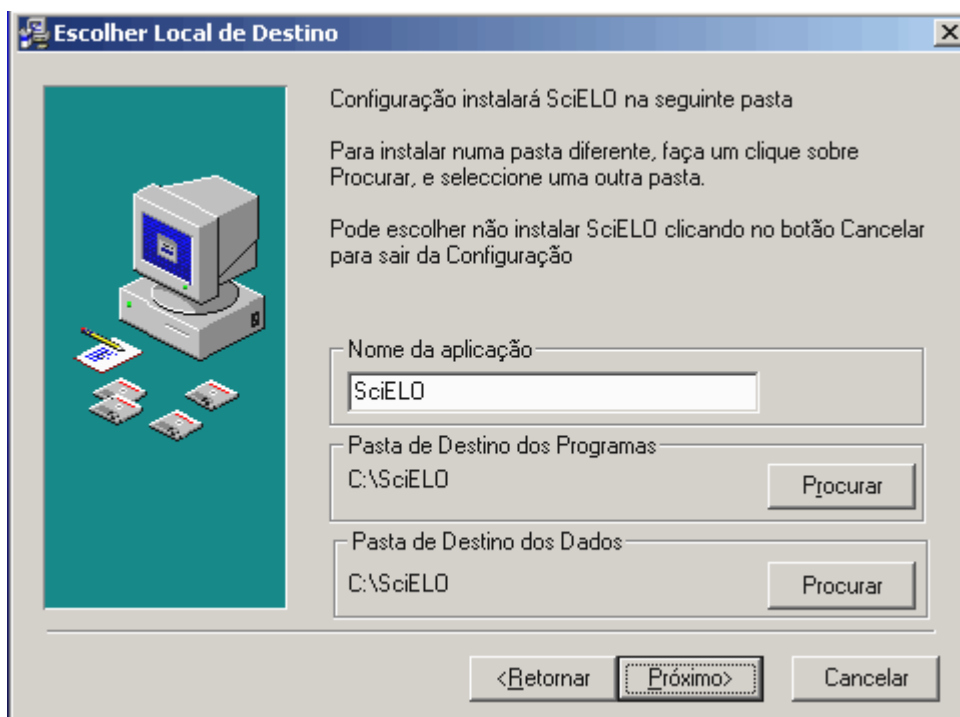 Escolher Local de Destino
Configuração instalará SciELO na seguinte pasta
Para instalar numa pasta diferente, faça um clique sobre
Procurar, e seleccione uma outra pasta.
Pode escolher não instalar SciELO clicando no botão Cancelar
para sair da Configuração
Nome da aplicação
SciELO
Pasta de Destino dos Programas
C:\SciELO
Procurar
Pasta de Destino dos Dados
C:\SciELO
Procurar
<Retornar
Próximo>
Cancelar